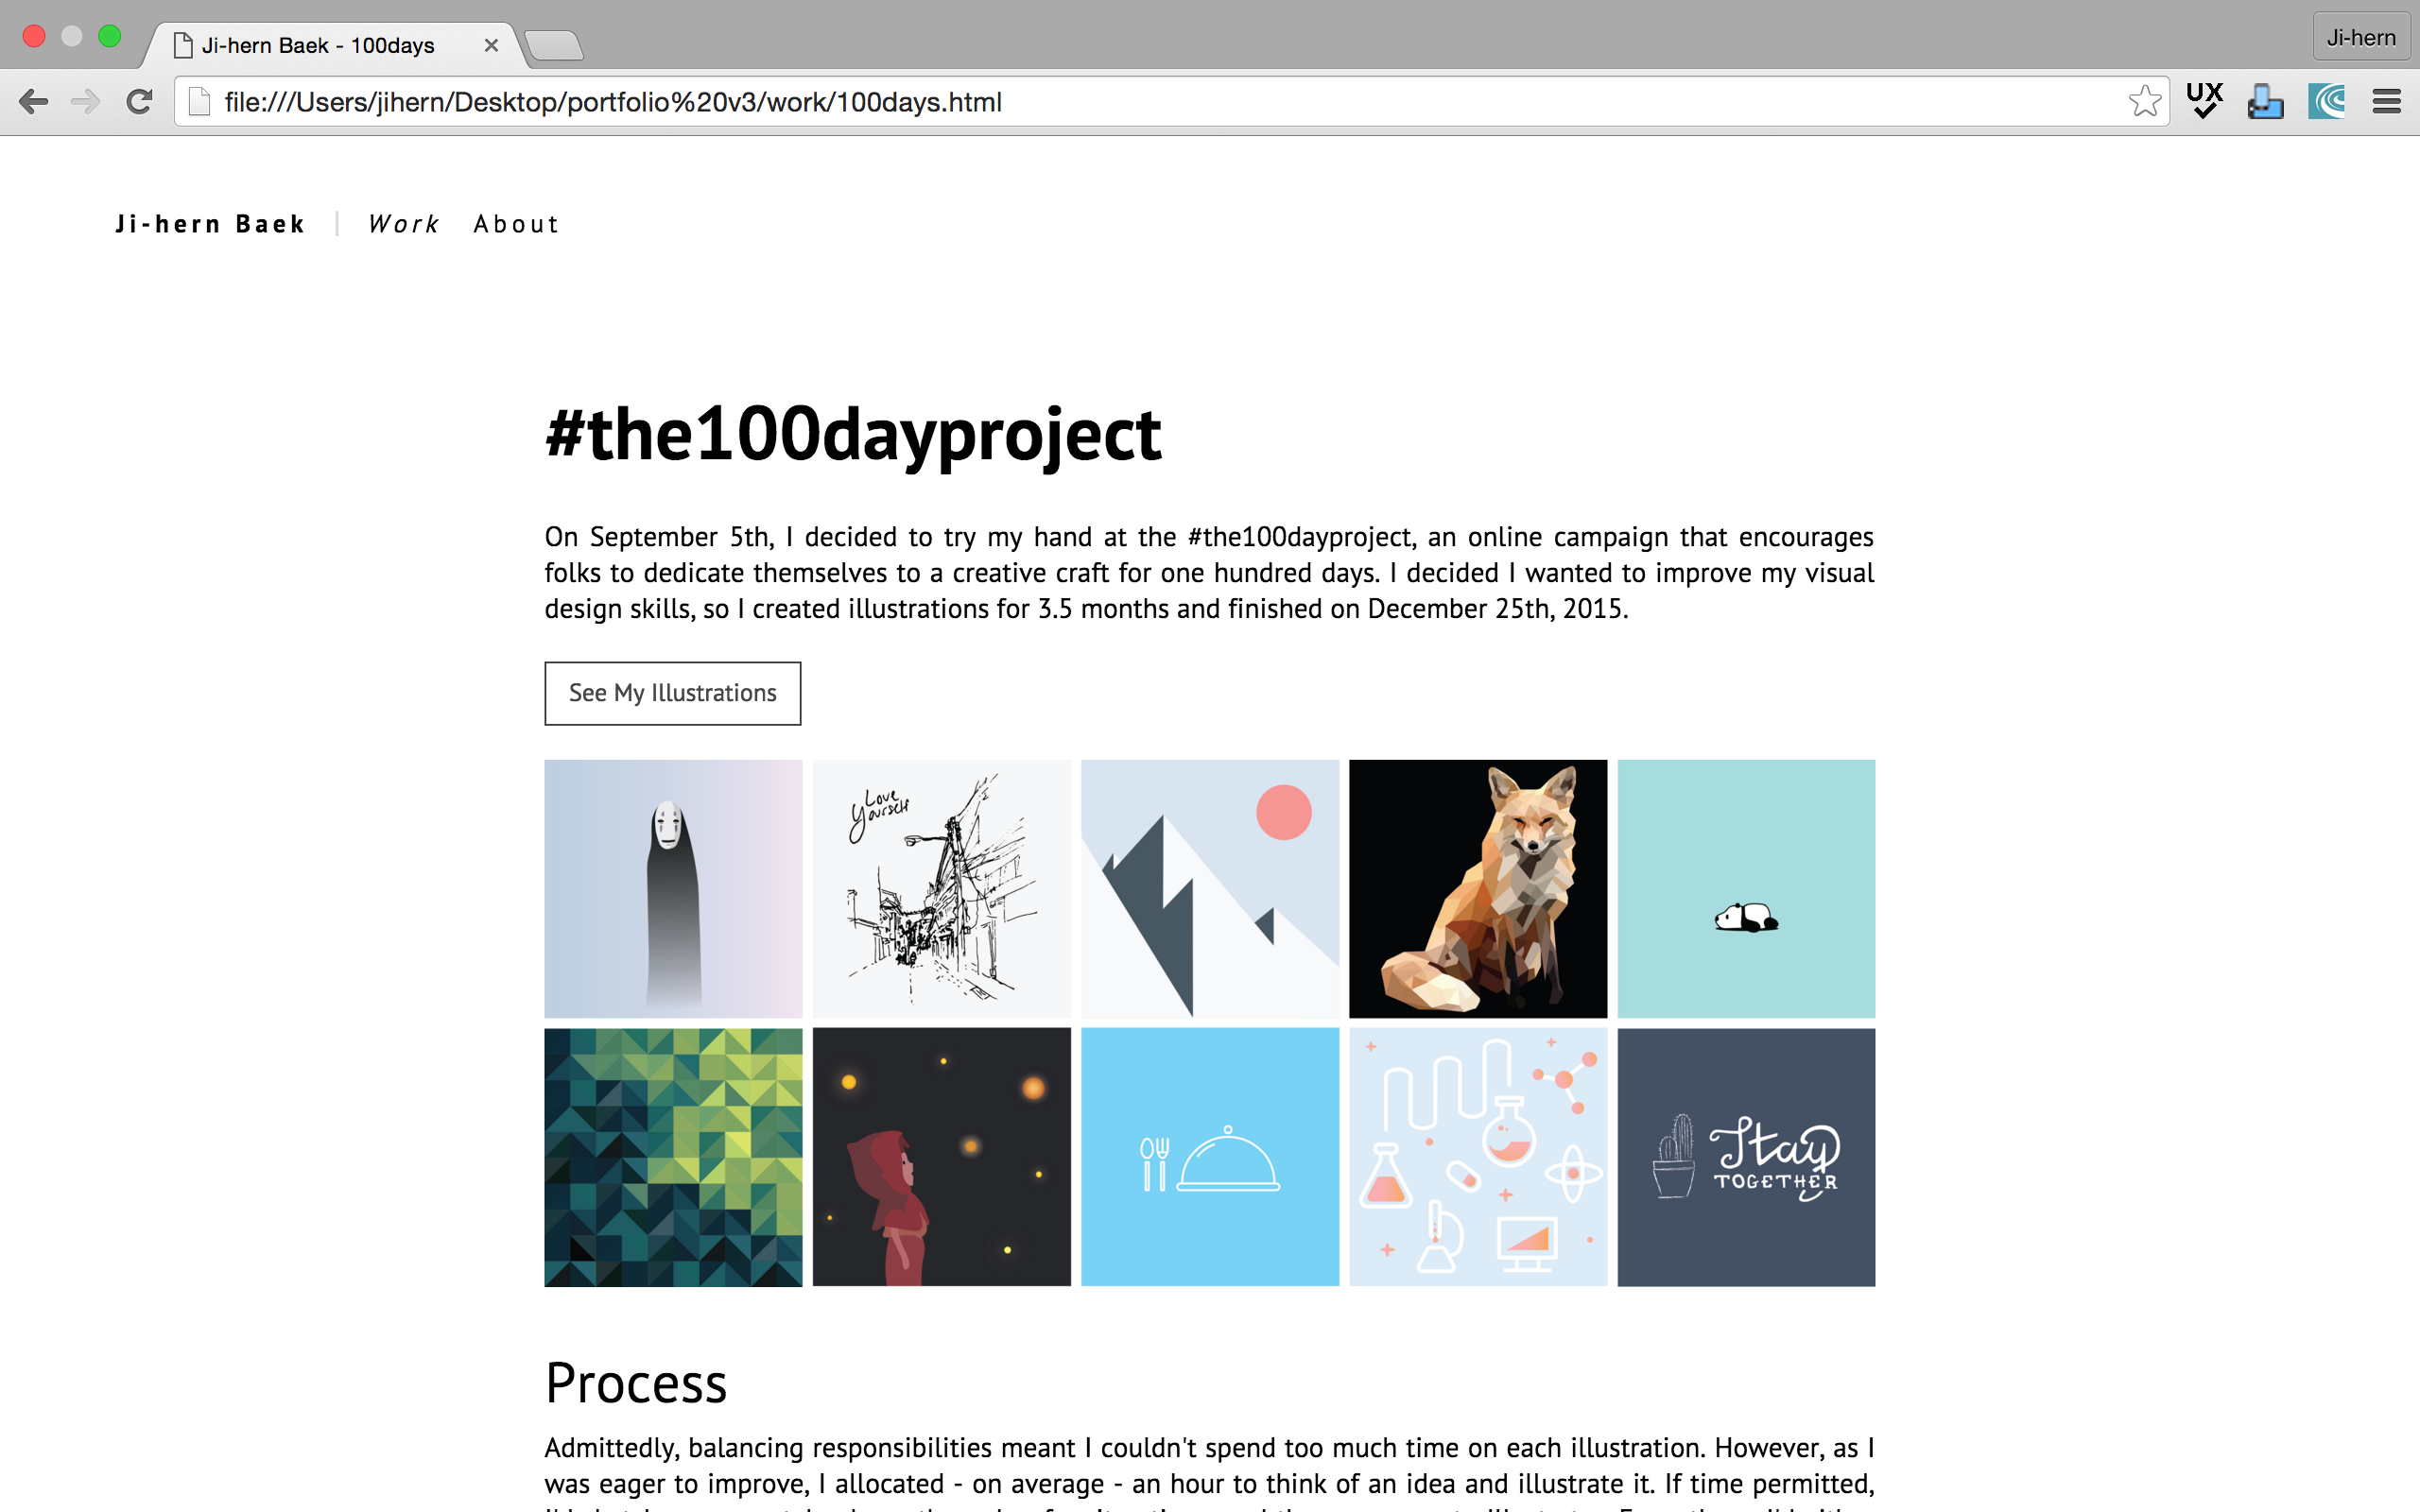 Ji-hern Baek - 100days
Ji-hern
file:///Users/jihern/Desktop/portfolio%20v3/work/100days.html
UX
Ji-hern Baek | Work About
#the100dayproject
On September 5th, I decided to try my hand at the #the100dayproject, an online campaign that encourages
folks to dedicate themselves to a creative craft for one hundred days. I decided I wanted to improve my visual
design skills, so I created illustrations for 3.5 months and finished on December 25th, 2015.
See My Illustrations
Love
Yourself
Stay
TOGETHER
Process
Admittedly, balancing responsibilities meant I couldn't spend too much time on each illustration. However, as I
was eager to improve, I allocated - on average - an hour to think of an idea and illustrate it. If time permitted,